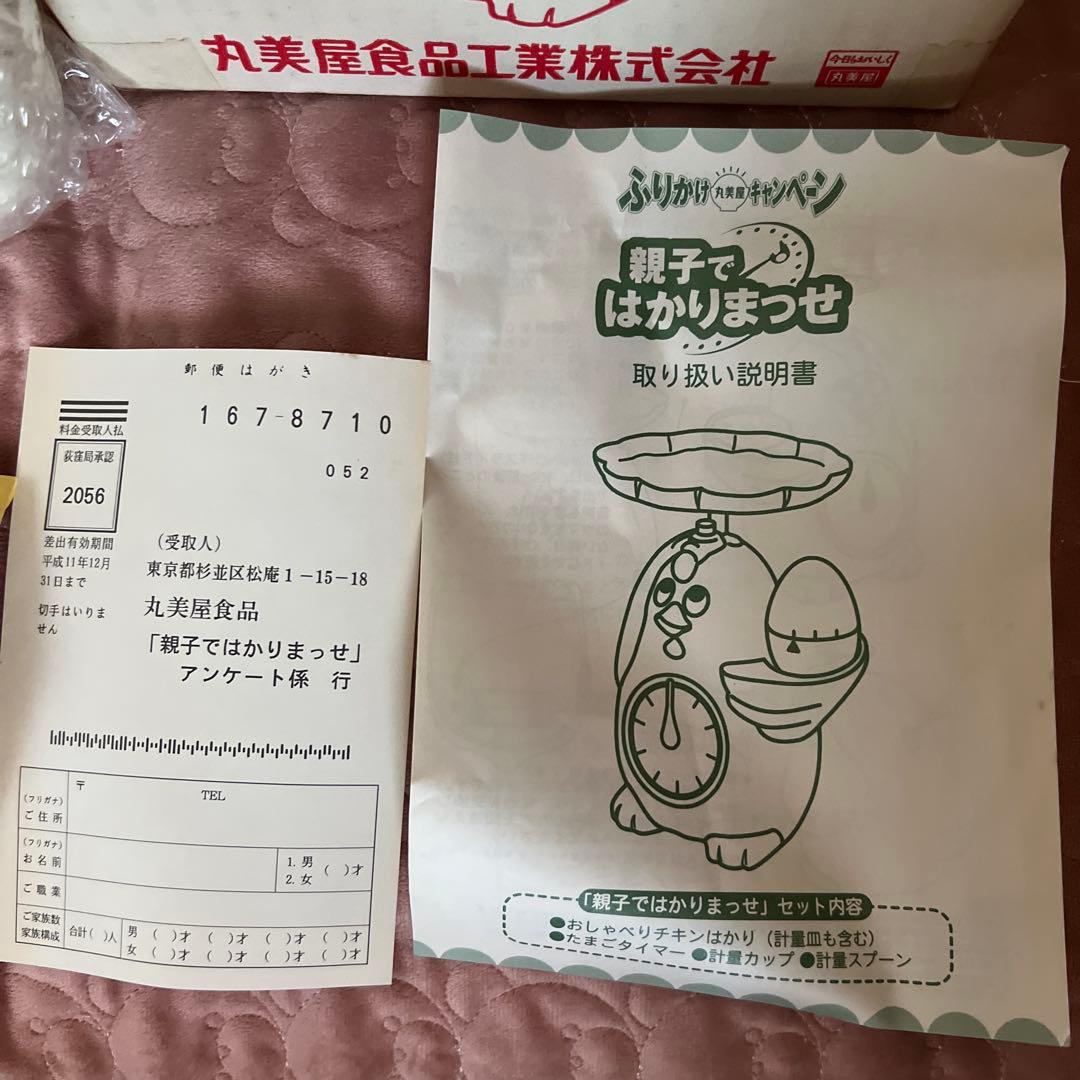 丸美屋食品工業株式会社
今日もおいしく
丸美屋
ふりかけ 丸美屋 キャンペーン
親子で
はかりまっせ
取り扱い説明書
「親子ではかりまっせ」セット内容
●おしゃべりチキンはかり（計量皿も含む）
●たまごタイマー ●計量カップ ●計量スプーン
郵便はがき
167-8710
052
料金受取人払
荻窪局承認
2056
差出有効期間
平成11年12月
31日まで
切手はいりま
せん
（受取人）
東京都杉並区松庵1-15-18
丸美屋食品
「親子ではかりまっせ」
アンケート係 行
〒 TEL
(フリガナ)
ご住所
(フリガナ)
お名前
1. 男
2. 女
( )才
ご職業
ご家族数
家族構成
合計( )人
男 ( )才 ( )才 ( )才 ( )才
女 ( )才 ( )才 ( )才 ( )才